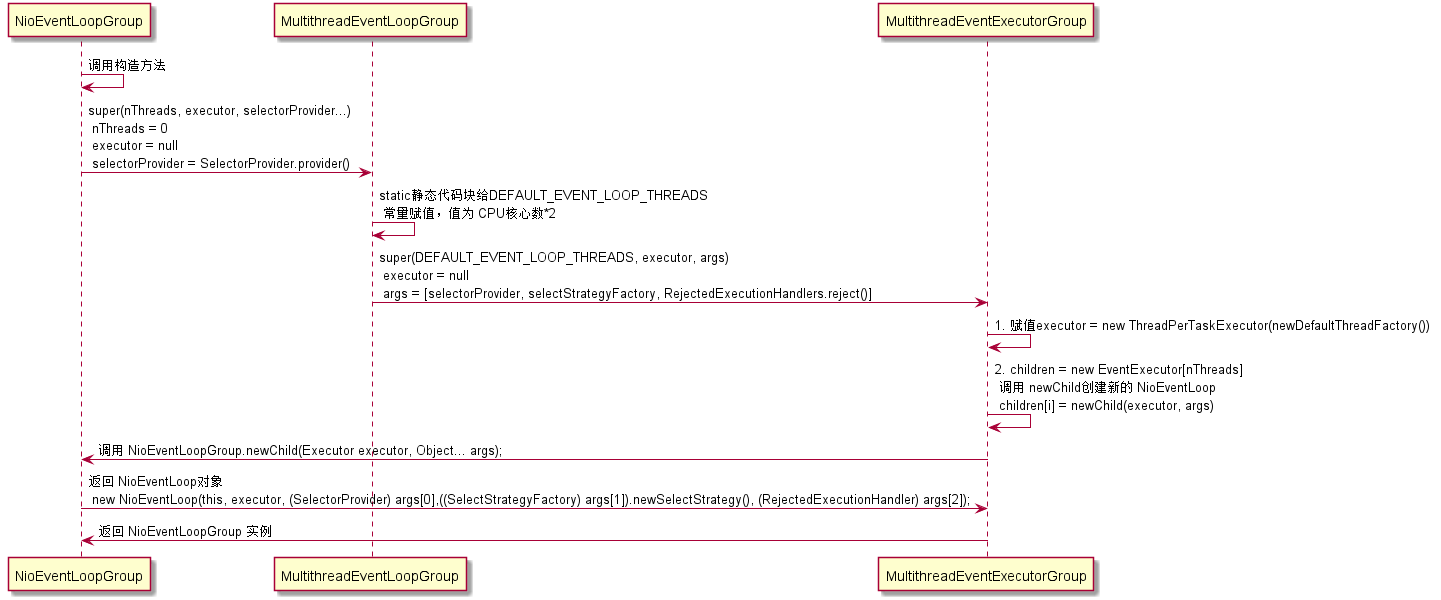 NioEventLoopGroup
MultithreadEventLoopGroup
MultithreadEventExecutorGroup
调用构造方法
super(nThreads, executor, selectorProvider...)
nThreads = 0
executor = null
selectorProvider = SelectorProvider.provider()
static静态代码块给DEFAULT_EVENT_LOOP_THREADS
常量赋值，值为 CPU核心数*2
super(DEFAULT_EVENT_LOOP_THREADS, executor, args)
executor = null
args = [selectorProvider, selectStrategyFactory, RejectedExecutionHandlers.reject()]
1. 赋值executor = new ThreadPerTaskExecutor(newDefaultThreadFactory())
2. children = new EventExecutor[nThreads]
调用 newChild创建新的 NioEventLoop
children[i] = newChild(executor, args)
调用 NioEventLoopGroup.newChild(Executor executor, Object... args);
返回 NioEventLoop对象
new NioEventLoop(this, executor, (SelectorProvider) args[0],((SelectStrategyFactory) args[1]).newSelectStrategy(), (RejectedExecutionHandler) args[2]);
返回 NioEventLoopGroup 实例
NioEventLoopGroup
MultithreadEventLoopGroup
MultithreadEventExecutorGroup